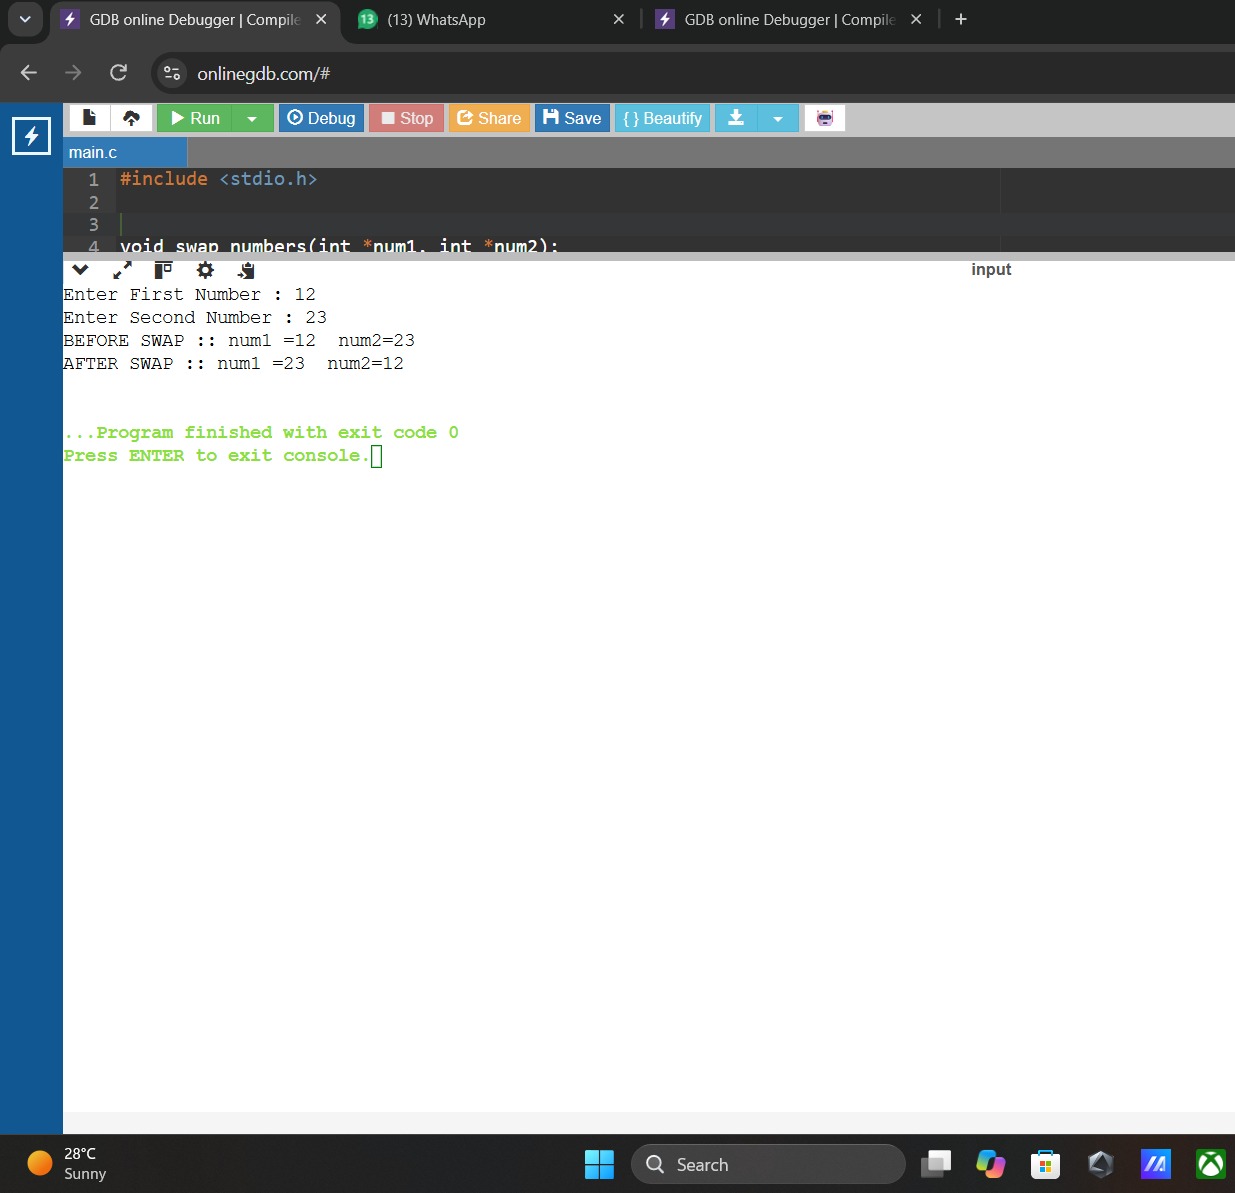 GDB online Debugger | Compile
13
(13) WhatsApp
GDB online Debugger | Compile
onlinegdb.com/#
Run
Debug
Stop
Share
Save
{ } Beautify
main.c
1 #include <stdio.h>
2
3
4 void swap_numbers(int *num1, int *num2);
input
Enter First Number : 12
Enter Second Number : 23
BEFORE SWAP :: num1 =12  num2=23
AFTER SWAP :: num1 =23  num2=12
...Program finished with exit code 0
Press ENTER to exit console.
28°C
Sunny
Search